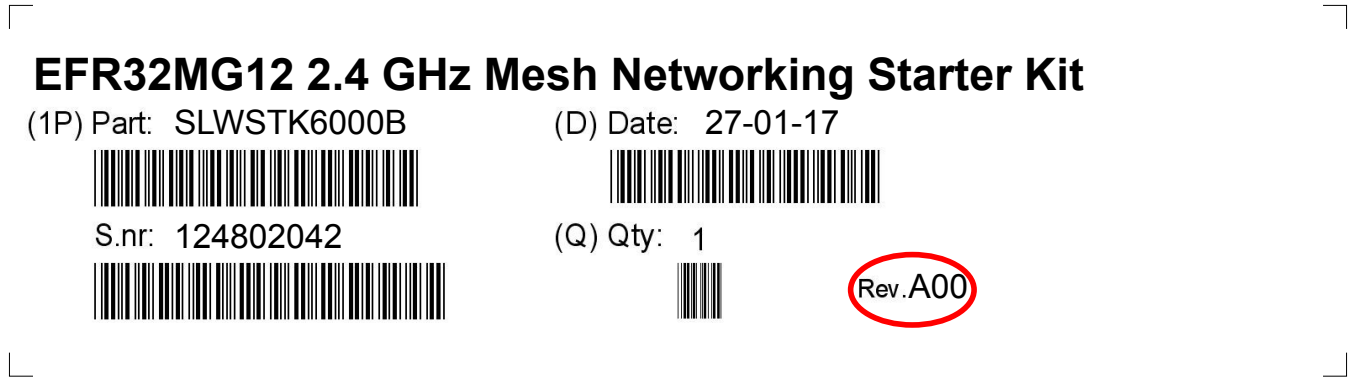 EFR32MG12 2.4 GHz Mesh Networking Starter Kit
(1P) Part: SLWSTK6000B (D) Date: 27-01-17
S.nr: 124802042 (Q) Qty: 1
Rev.A00